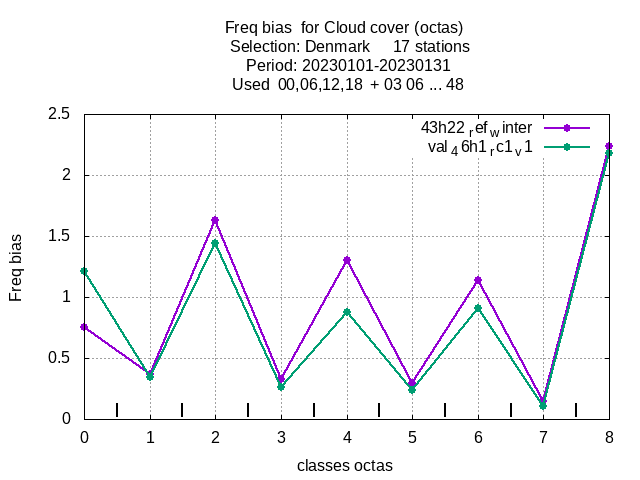 Freq bias  for Cloud cover (octas)
Selection: Denmark     17 stations
Period: 20230101-20230131
Used  00,06,12,18  + 03 06 ... 48
43h22ᵣefwinter
val₄6h1ᵣc1ᵥ1
2.5
2
1.5
1
0.5
0
Freq bias
0 1 2 3 4 5 6 7 8
classes octas